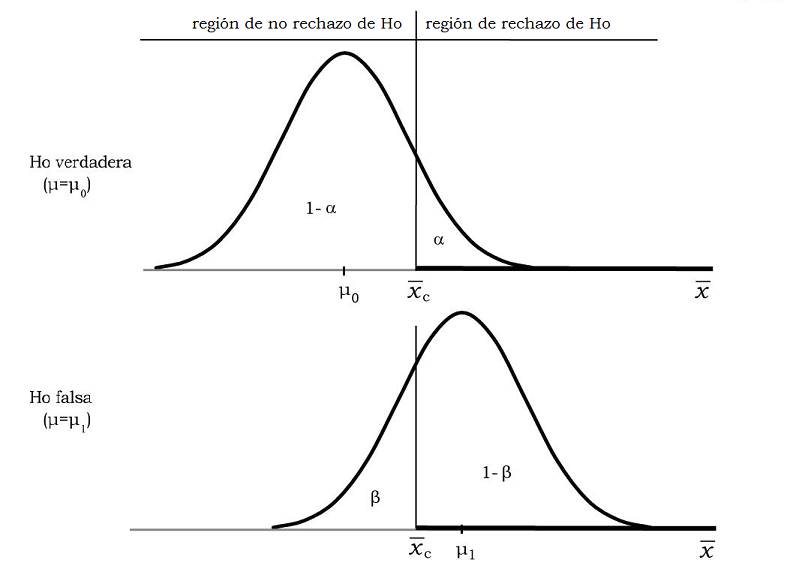 región de no rechazo de Ho región de rechazo de Ho
Ho verdadera
(μ=μ₀)
1- α
α
μ₀ x̅c x̅
Ho falsa
(μ=μ₁)
β
1- β
x̅c μ₁ x̅